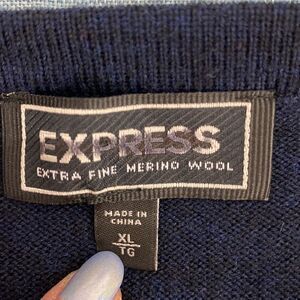 EXPRESS
EXTRA FINE MERINO WOOL
MADE IN
CHINA
XL
TG